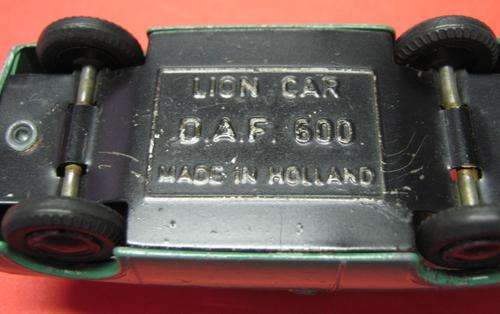 LION CAR
D.A.F. 600
MADE IN HOLLAND